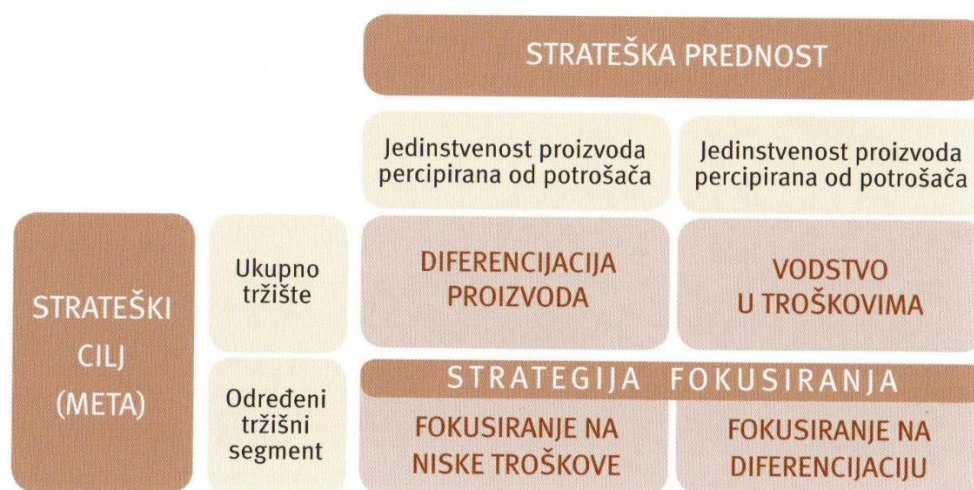 STRATEŠKA PREDNOST
Jedinstvenost proizvoda
percipirana od potrošača
Jedinstvenost proizvoda
percipirana od potrošača
STRATEŠKI
CILJ
(META)
Ukupno
tržište
DIFERENCIJACIJA
PROIZVODA
VODSTVO
U TROŠKOVIMA
Određeni
tržišni
segment
STRATEGIJA FOKUSIRANJA
FOKUSIRANJE NA
NISKE TROŠKOVE
FOKUSIRANJE NA
DIFERENCIJACIJU